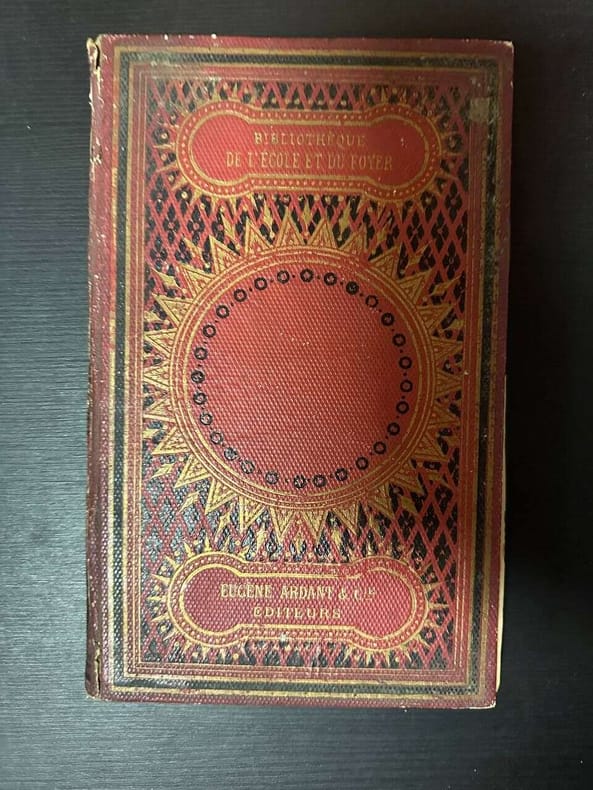 BIBLIOTHÈQUE
DE L'ÉCOLE ET DU FOYER
EUGÈNE ARDANT & Cie
ÉDITEURS